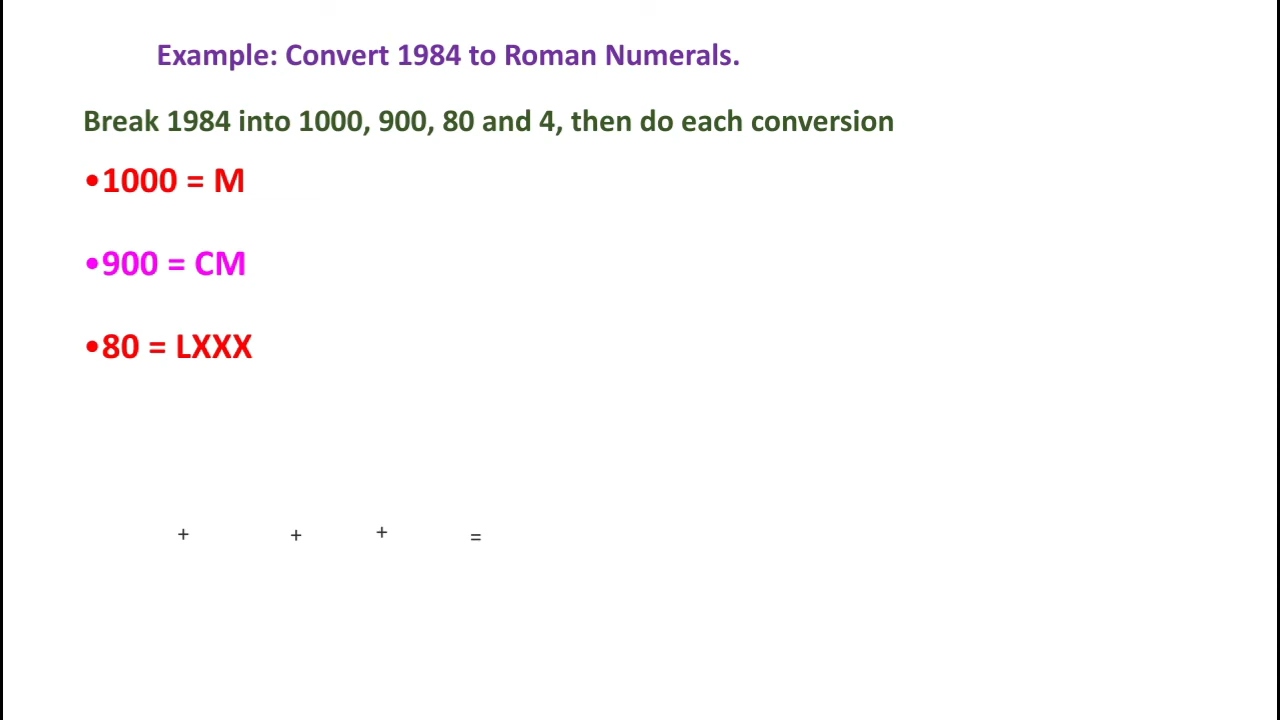 Example: Convert 1984 to Roman Numerals.
Break 1984 into 1000, 900, 80 and 4, then do each conversion
•1000 = M
•900 = CM
•80 = LXXX
+ + + =